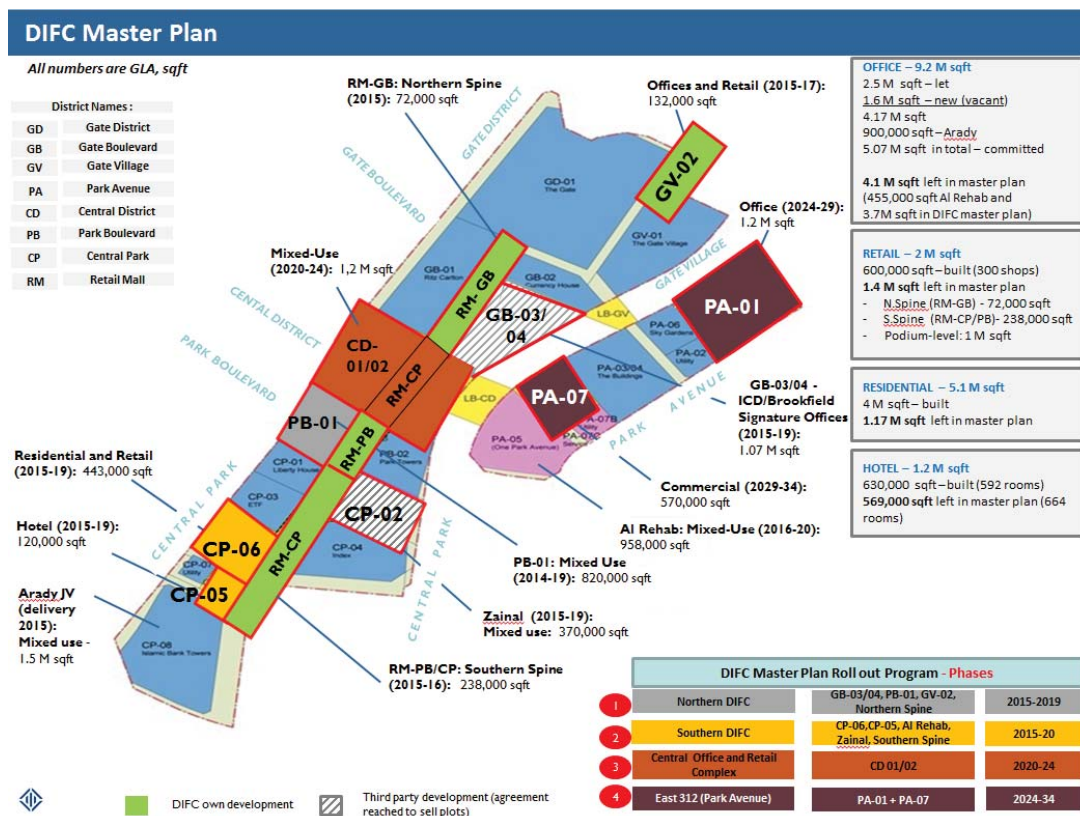 DIFC Master Plan
All numbers are GLA, sqft
District Names :
GD Gate District
GB Gate Boulevard
GV Gate Village
PA Park Avenue
CD Central District
PB Park Boulevard
CP Central Park
RM Retail Mall
RM-GB: Northern Spine
(2015): 72,000 sqft
Offices and Retail (2015-17):
132,000 sqft
Office (2024-29):
1.2 M sqft
Mixed-Use
(2020-24): 1,2 M sqft
GATE DISTRICT
GATE BOULEVARD
CENTAL DISTRICT
PARK BOULEVARD
CENTRAL PARK
GATE VILLAGE
PARK AVENUE
CENTRAL PARK
GD-01
The Gate
GV-02
GV-01
The Gate Village
GB-01
Ritz Carlton
RM- GB
GB-02
Currency House
GB-03/
04
LB-GV
PA-01
PA-06
Sky Gardens
PA-02
Utility
PA-03/04
The Buildings
CD-
01/02
RM-CP
LB-CD
PA-07
PA-07B
Utility
PA-07C
PA-05
(One Park Avenue)
PB-01
RM-PB
PB-02
Park Towers
CP-01
Liberty House
CP-03
ETF
CP-02
CP-04
Index
CP-06
RM-CP
Utility
CP-05
CP-08
Islamic Bank Towers
GB-03/04 -
ICD/Brookfield
Signature Offices
(2015-19):
1.07 M sqft
Commercial (2029-34):
570,000 sqft
Al Rehab: Mixed-Use (2016-20):
958,000 sqft
PB-01: Mixed Use
(2014-19): 820,000 sqft
Zainal (2015-19):
Mixed use: 370,000 sqft
RM-PB/CP: Southern Spine
(2015-16): 238,000 sqft
Residential and Retail
(2015-19): 443,000 sqft
Hotel (2015-19):
120,000 sqft
Arady JV
(delivery
2015):
Mixed use -
1.5 M sqft
OFFICE – 9.2 M sqft
2.5 M sqft – let
1.6 M sqft – new (vacant)
4.17 M sqft
900,000 sqft – Arady
5.07 M sqft in total – committed
4.1 M sqft left in master plan
(455,000 sqft Al Rehab and
3.7M sqft in DIFC master plan)
RETAIL – 2 M sqft
600,000 sqft – built (300 shops)
1.4 M sqft left in master plan
- N.Spine (RM-GB) - 72,000 sqft
- S.Spine (RM-CP/PB)- 238,000 sqft
- Podium-level: 1 M sqft
RESIDENTIAL – 5.1 M sqft
4 M sqft – built
1.17 M sqft left in master plan
HOTEL – 1.2 M sqft
630,000 sqft – built (592 rooms)
569,000 sqft left in master plan (664
rooms)
DIFC Master Plan Roll out Program - Phases
1 Northern DIFC GB-03/04, PB-01, GV-02, Northern Spine 2015-2019
2 Southern DIFC CP-06,CP-05, Al Rehab, Zainal, Southern Spine 2015-20
3 Central Office and Retail Complex CD 01/02 2020-24
4 East 312 (Park Avenue) PA-01 + PA-07 2024-34
DIFC own development
Third party development (agreement
reached to sell plots)